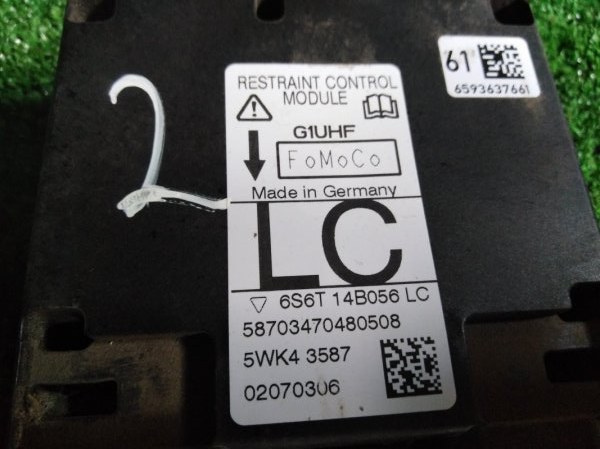 61
6593637661
RESTRAINT CONTROL
MODULE
G1UHF
FoMoCo
Made in Germany
LC
6S6T 14B056 LC
58703470480508
5WK4 3587
02070306
2